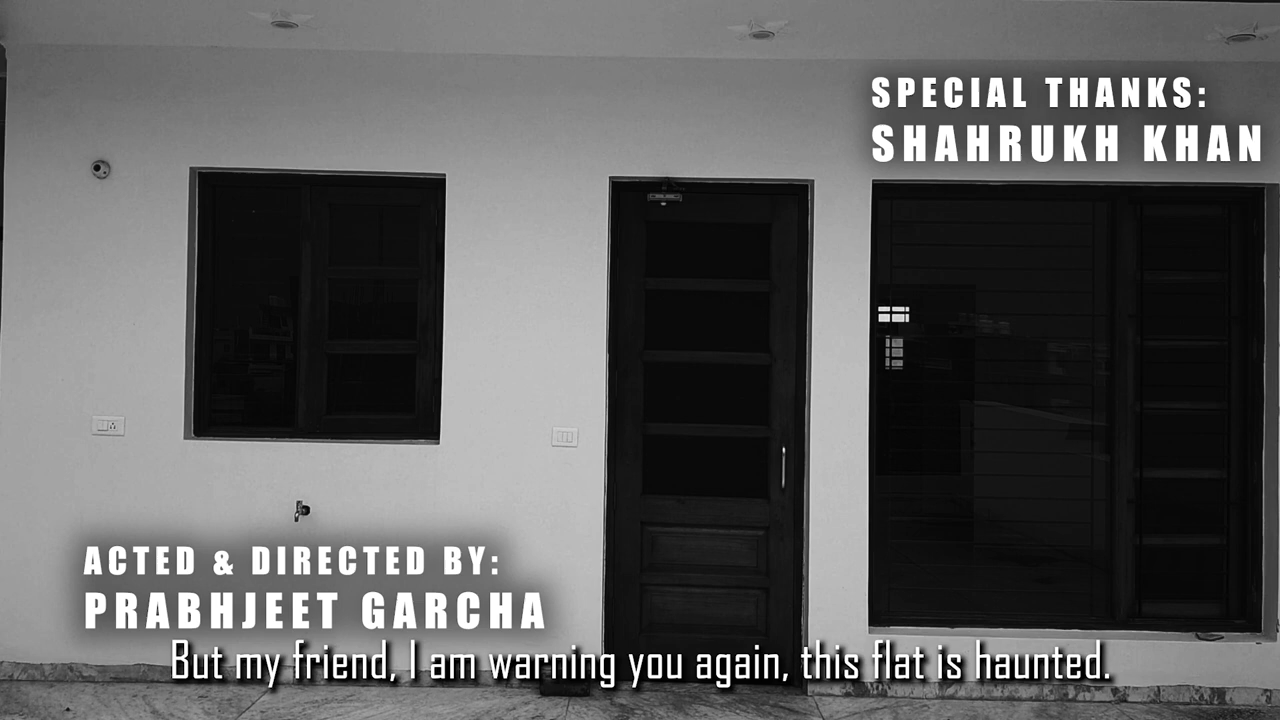 SPECIAL THANKS:
SHAHRUKH KHAN
ACTED & DIRECTED BY:
PRABHJEET GARCHA
But my friend, I am warning you again, this flat is haunted.